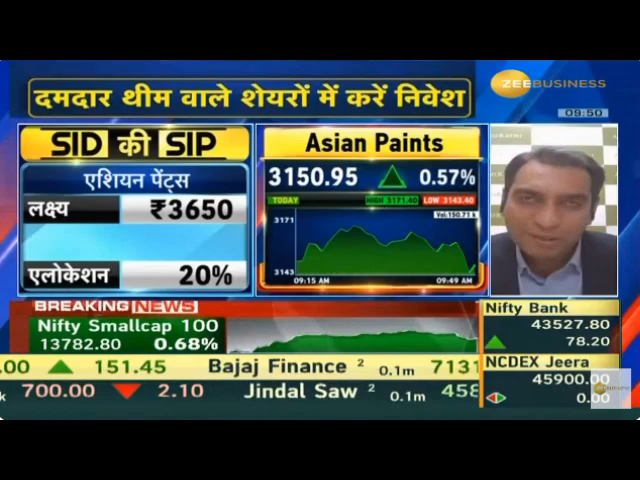 दमदार थीम वाले शेयरों में करें निवेश
ZEE BUSINESS
09:50
SID की SIP
एशियन पेंट्स
लक्ष्य ₹3650
एलोकेशन 20%
Asian Paints
3150.95 0.57%
TODAY HIGH 3171.40 LOW 3143.40
3171 Vol:150.71 k
3143
09:15 AM 09:49 AM
BREAKING NEWS
Nifty Smallcap 100
13782.80 0.68%
Nifty Bank
43527.80
78.20
NCDEX Jeera
45900.00
0.00
.00 151.45 Bajaj Finance 2 0.1m 7131
k 700.00 2.10 Jindal Saw 2 0.1m 458